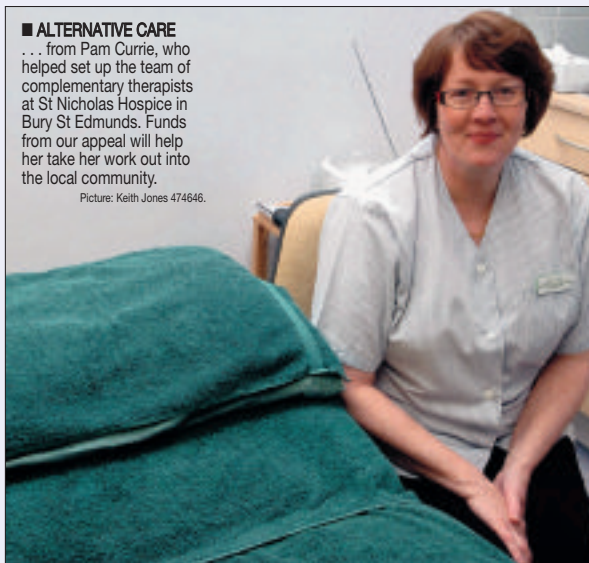 ■ ALTERNATIVE CARE
. . . from Pam Currie, who
helped set up the team of
complementary therapists
at St Nicholas Hospice in
Bury St Edmunds. Funds
from our appeal will help
her take her work out into
the local community.
Picture: Keith Jones 474646.